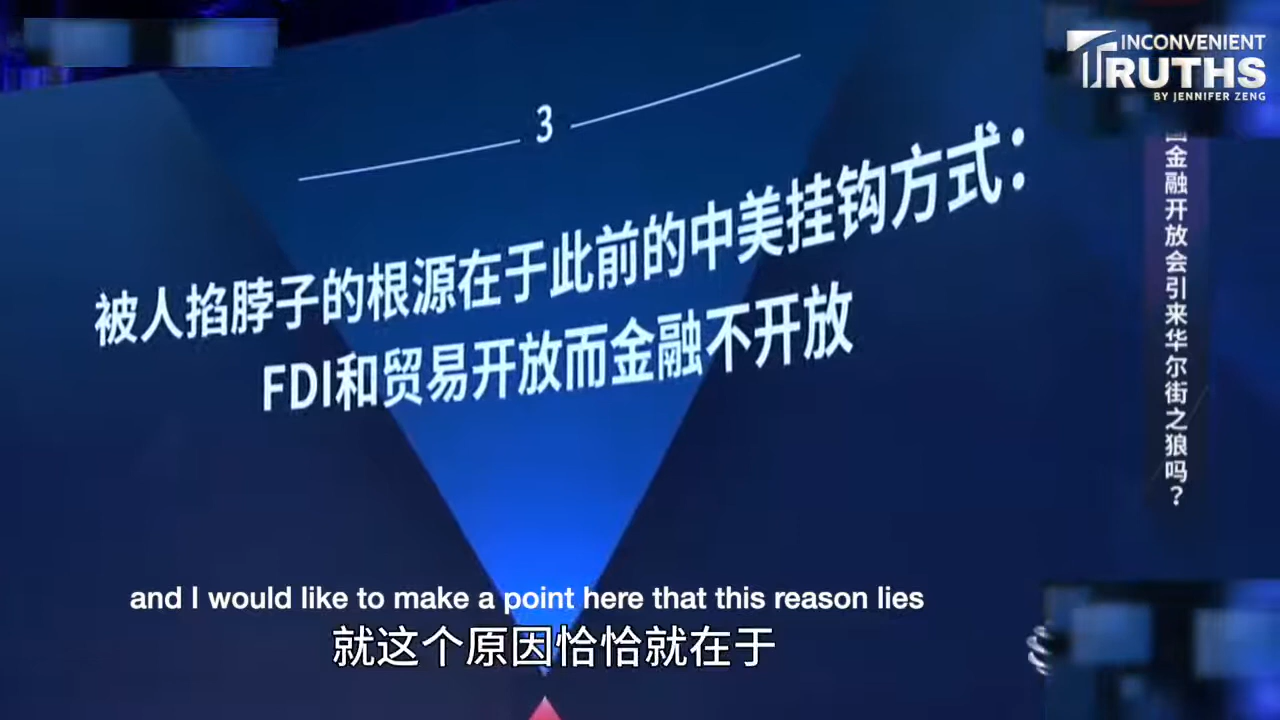 INCONVENIENT
TRUTHS
BY JENNIFER ZENG
3
被人掐脖子的根源在于此前的中美挂钩方式：
FDI和贸易开放而金融不开放
国金融开放会引来华尔街之狼吗？
and I would like to make a point here that this reason lies
就这个原因恰恰就在于